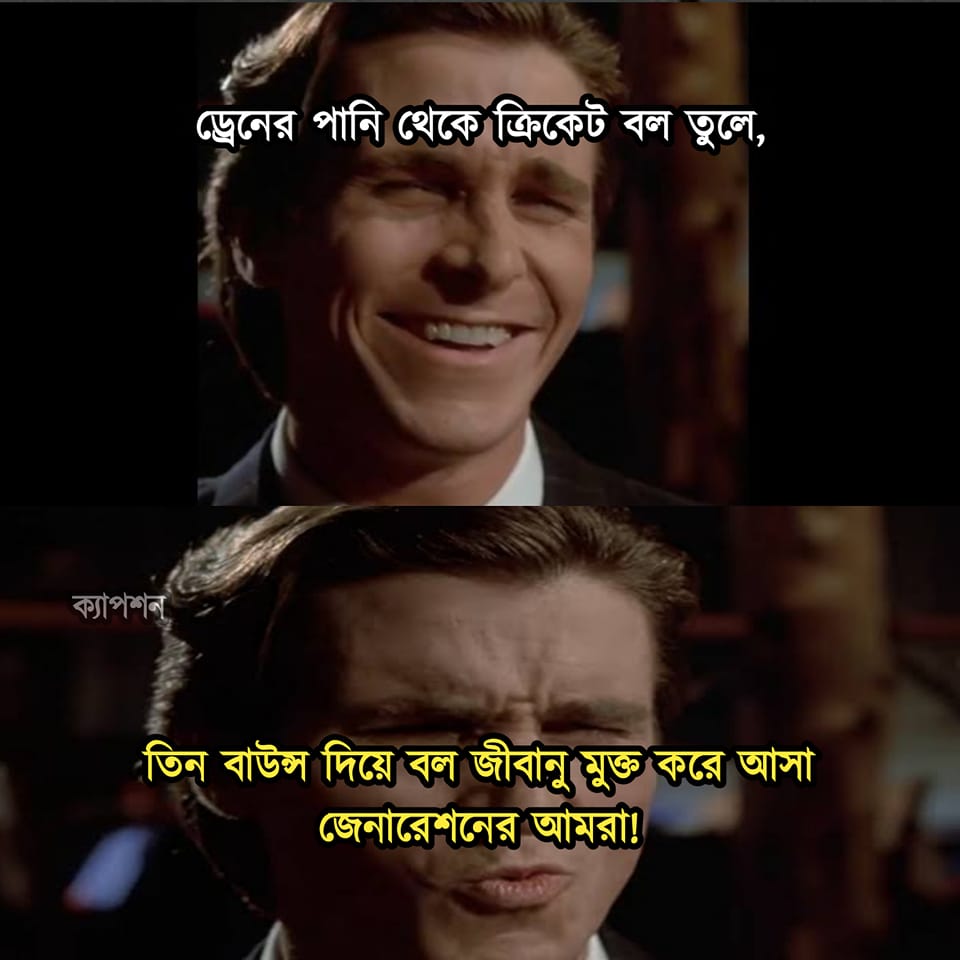 ড্রেনের পানি থেকে ক্রিকেট বল তুলে,
ক্যাপশন
তিন বাউন্স দিয়ে বল জীবানু মুক্ত করে আসা
জেনারেশনের আমরা!